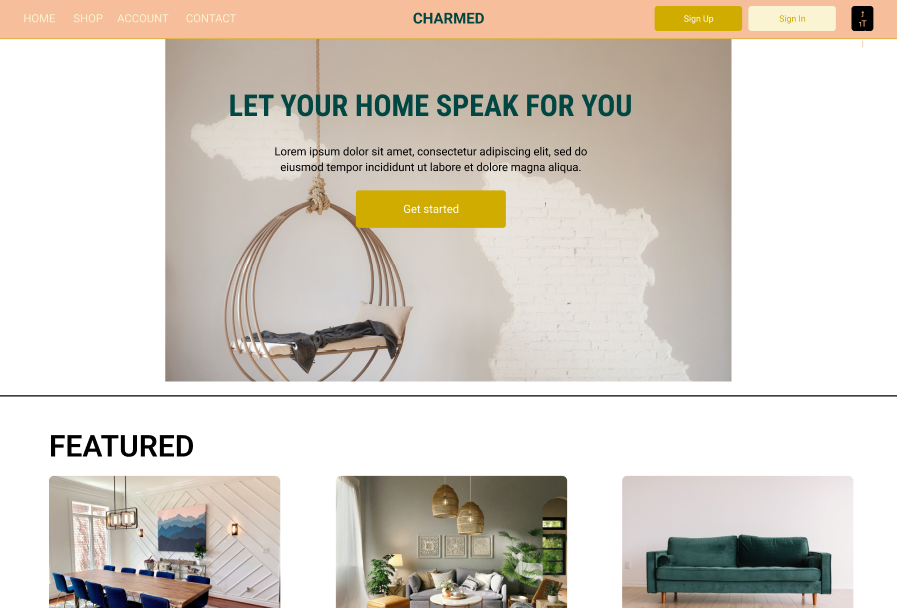 HOME SHOP ACCOUNT CONTACT CHARMED Sign Up Sign In
LET YOUR HOME SPEAK FOR YOU
Lorem ipsum dolor sit amet, consectetur adipiscing elit, sed do
eiusmod tempor incididunt ut labore et dolore magna aliqua.
Get started
FEATURED